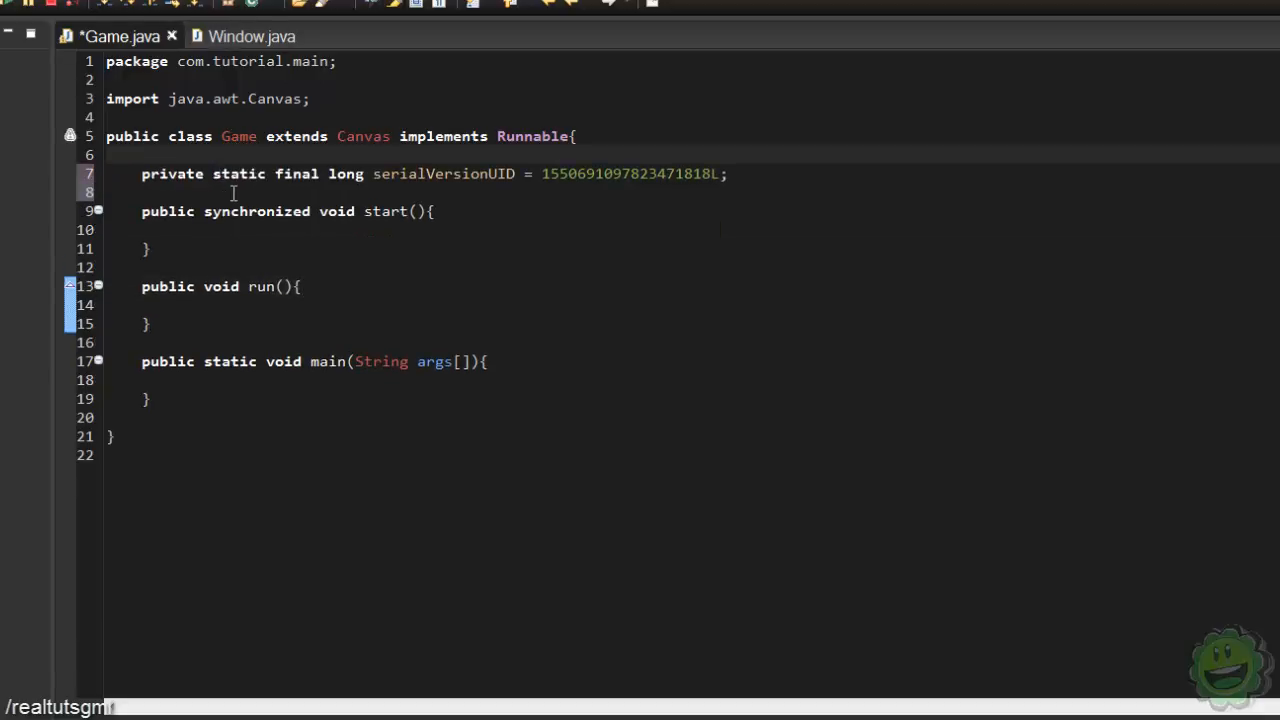 *Game.java Window.java
1 package com.tutorial.main;
2
3 import java.awt.Canvas;
4
5 public class Game extends Canvas implements Runnable{
6
7 private static final long serialVersionUID = 1550691097823471818L;
8
9 public synchronized void start(){
10
11 }
12
13 public void run(){
14
15 }
16
17 public static void main(String args[]){
18
19 }
20
21 }
22
/realtutsgm